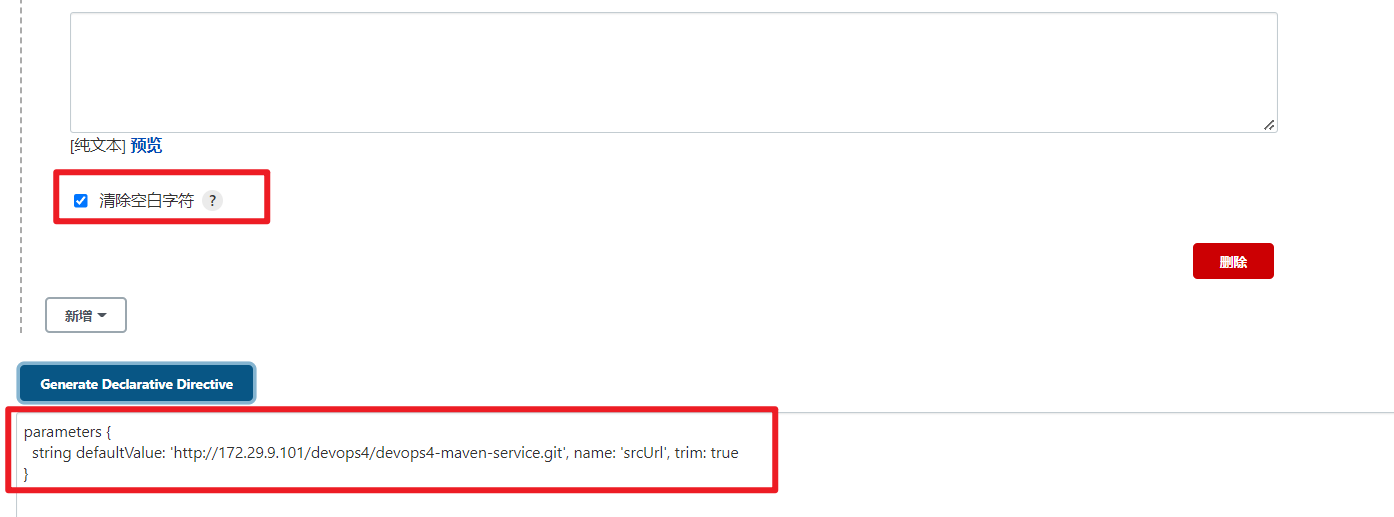 [纯文本] 预览
清除空白字符 ?
删除
新增
Generate Declarative Directive
parameters {
string defaultValue: 'http://172.29.9.101/devops4/devops4-maven-service.git', name: 'srcUrl', trim: true
}